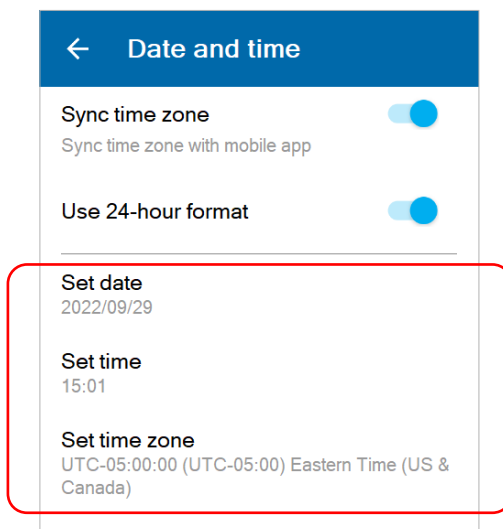 Date and time
Sync time zone
Sync time zone with mobile app
Use 24-hour format
Set date
2022/09/29
Set time
15:01
Set time zone
UTC-05:00:00 (UTC-05:00) Eastern Time (US &
Canada)